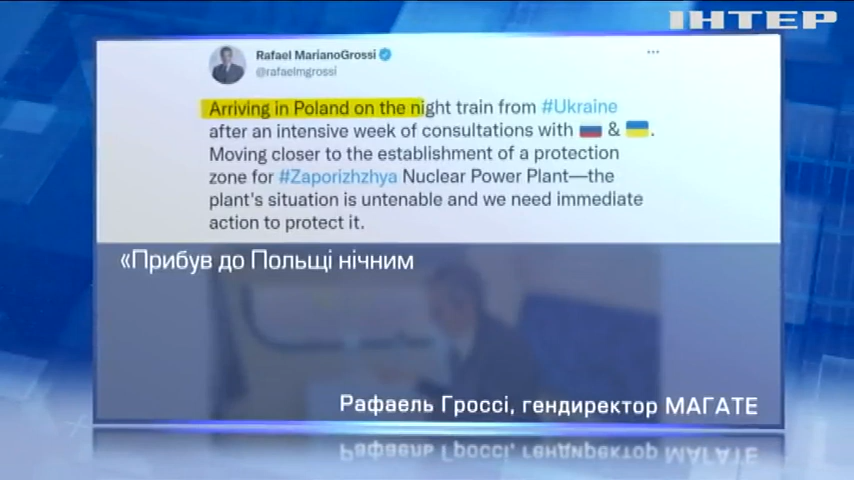 ІНТЕР
Rafael MarianoGrossi
@rafaelmgrossi
Arriving in Poland on the night train from #Ukraine
after an intensive week of consultations with 🇷🇺 & 🇺🇦.
Moving closer to the establishment of a protection
zone for #Zaporizhzhya Nuclear Power Plant—the
plant's situation is untenable and we need immediate
action to protect it.
«Прибув до Польщі нічним
Рафаель Гроссі, гендиректор МАГАТЕ